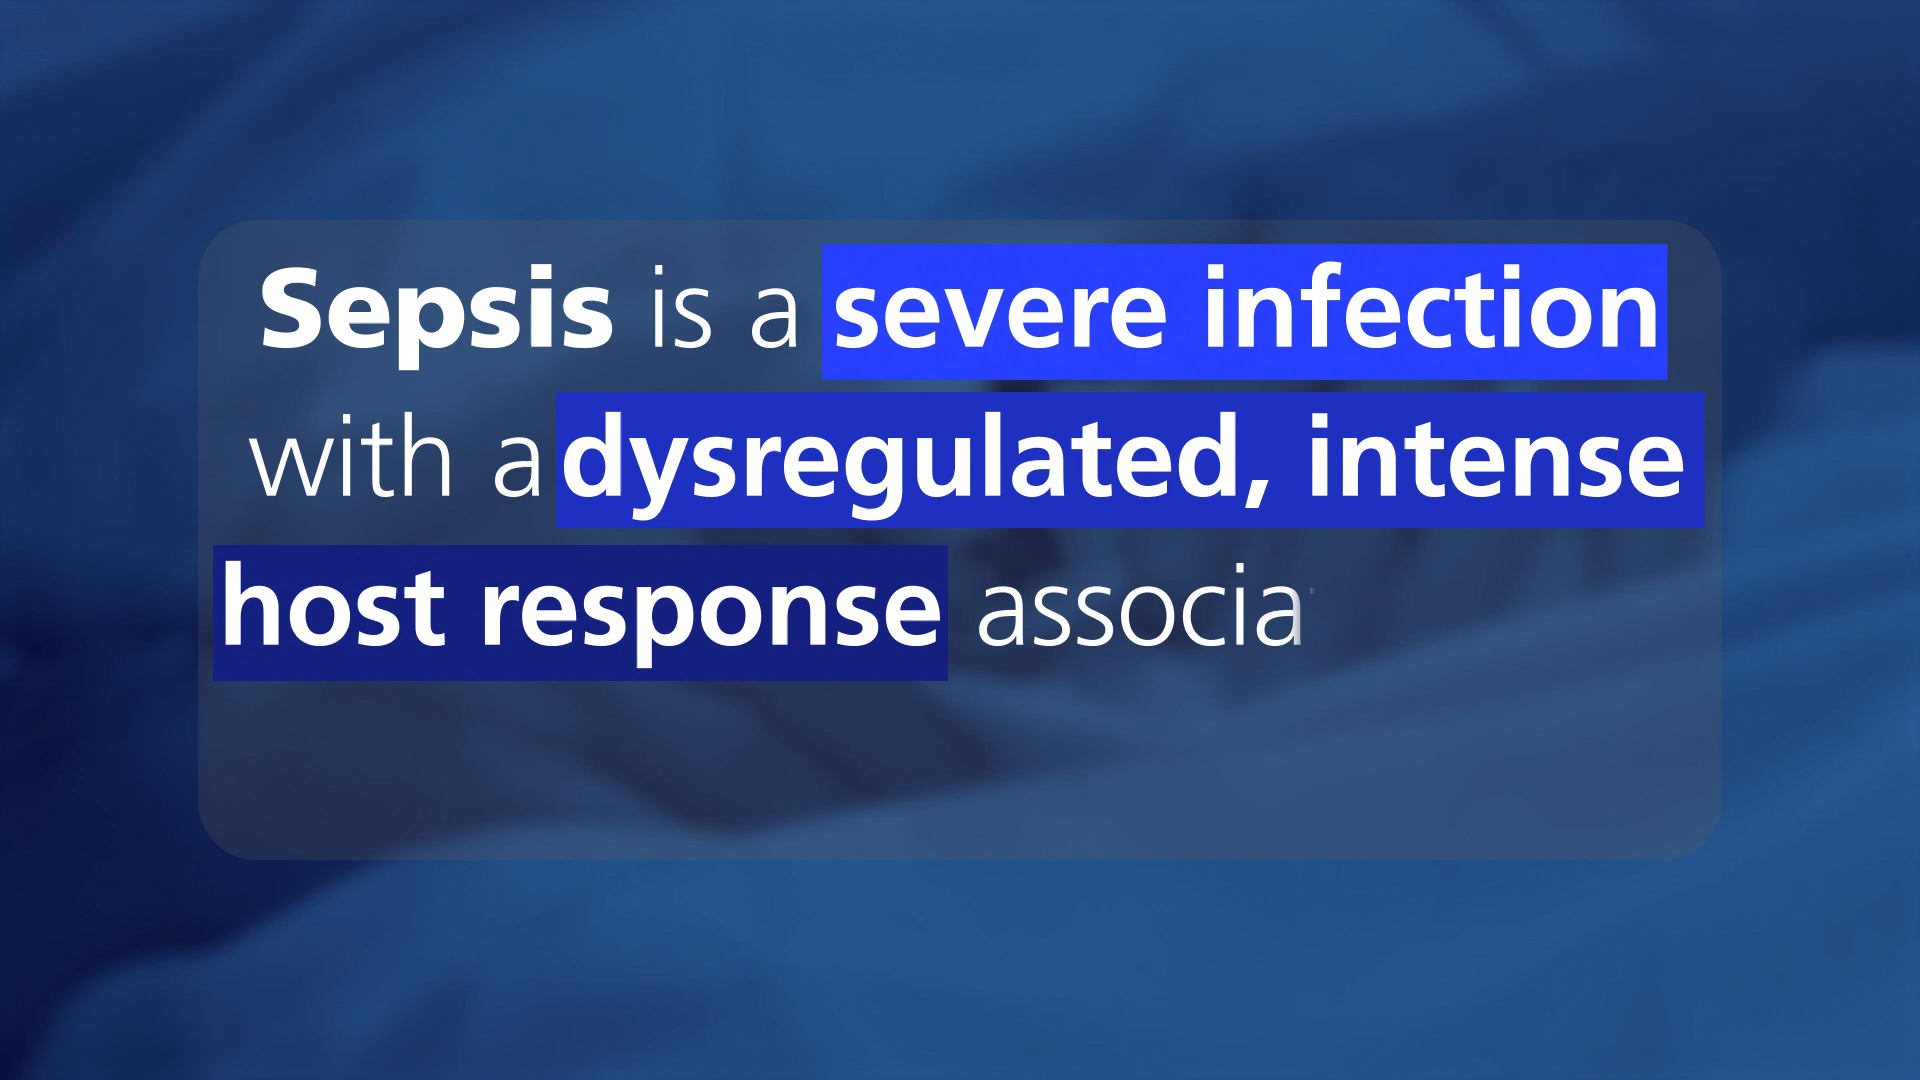 Sepsis is a severe infection
with a dysregulated, intense
host response associa